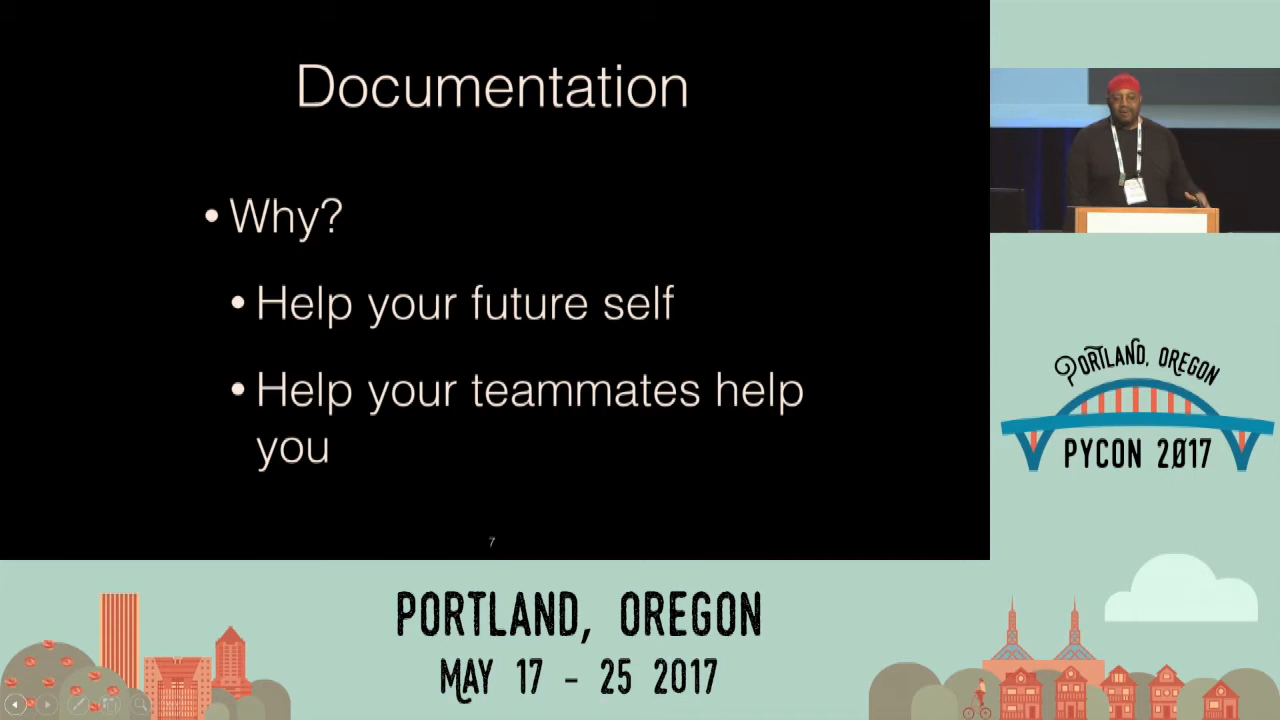 Documentation
• Why?
• Help your future self
• Help your teammates help
you
7
PORTLAND, OREGON
PYCON 2017
PORTLAND, OREGON
MAY 17 - 25 2017